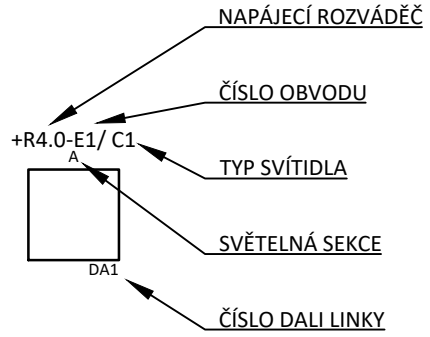 NAPÁJECÍ ROZVÁDĚČ
ČÍSLO OBVODU
+R4.0-E1/ C1
A
TYP SVÍTIDLA
SVĚTELNÁ SEKCE
DA1
ČÍSLO DALI LINKY